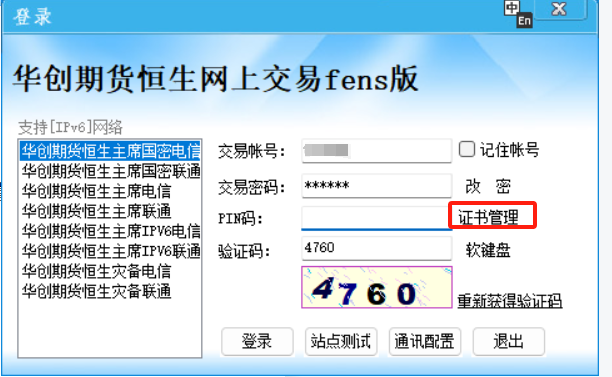 登录
中
En
X
华创期货恒生网上交易fens版
支持[IPv6]网络
华创期货恒生主席国密电信
华创期货恒生主席国密联通
华创期货恒生主席电信
华创期货恒生主席联通
华创期货恒生主席IPV6电信
华创期货恒生主席IPV6联通
华创期货恒生灾备电信
华创期货恒生灾备联通
交易帐号： 记住帐号
交易密码： ****** 改 密
PIN码： 证书管理
验证码： 4760 软键盘
4760 重新获得验证码
登录 站点测试 通讯配置 退出